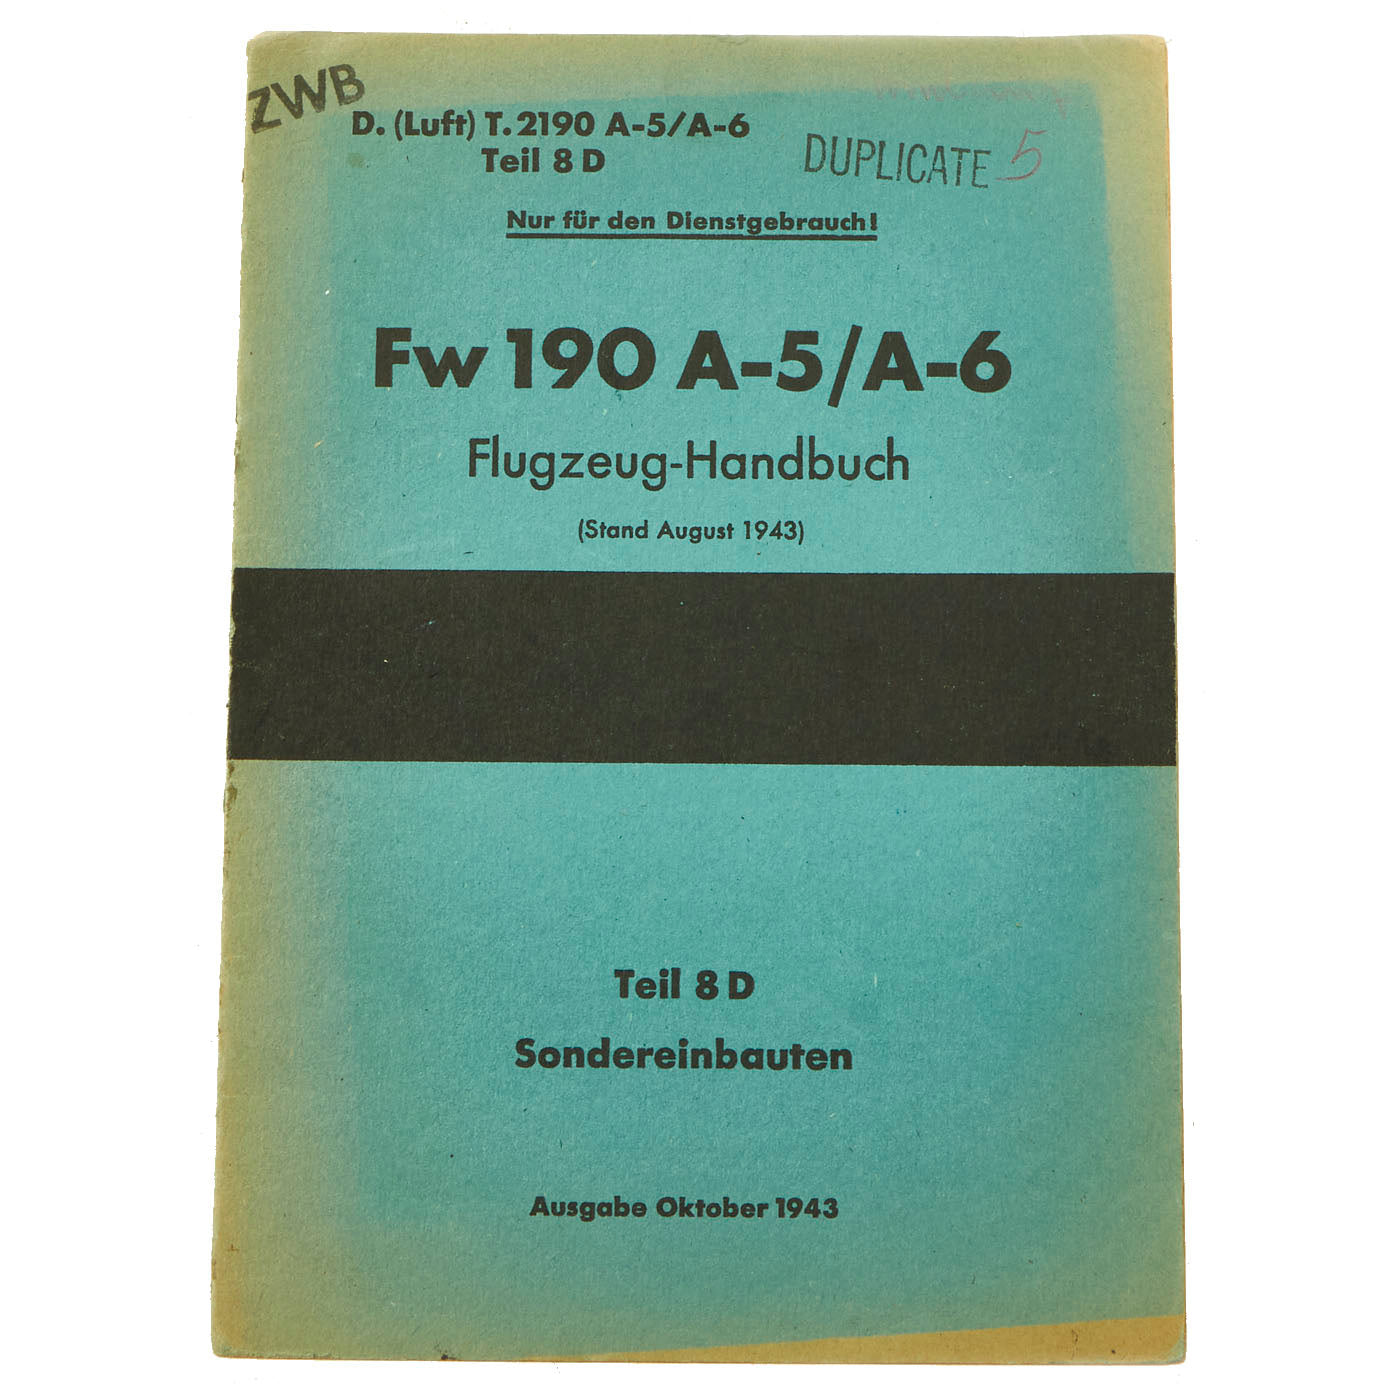 ZWB
D. (Luft) T. 2190 A-5/A-6
Teil 8 D
DUPLICATE 5
Nur für den Dienstgebrauch!
Fw 190 A-5/A-6
Flugzeug-Handbuch
(Stand August 1943)
Teil 8 D
Sondereinbauten
Ausgabe Oktober 1943